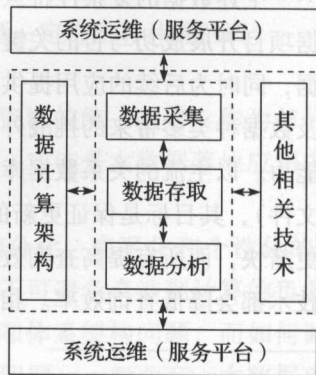 系统运维（服务平台）
数据计算架构
数据采集
数据存取
数据分析
其他相关技术
系统运维（服务平台）